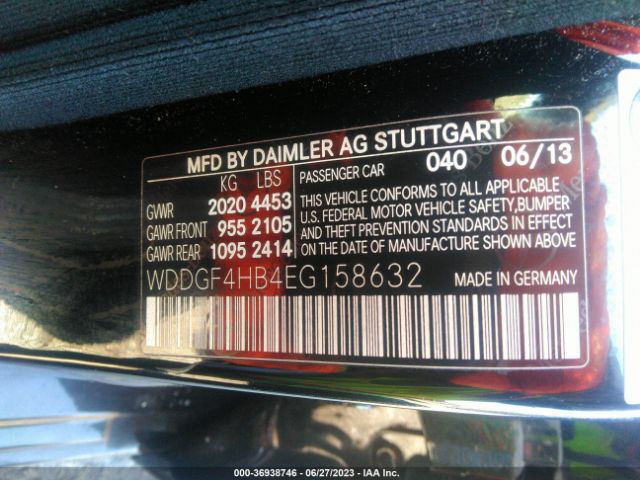 MFD BY DAIMLER AG STUTTGART
KG LBS
GVWR 2020 4453
GAWR FRONT 955 2105
GAWR REAR 1095 2414
PASSENGER CAR 040 06/13
THIS VEHICLE CONFORMS TO ALL APPLICABLE
U.S. FEDERAL MOTOR VEHICLE SAFETY,BUMPER
AND THEFT PREVENTION STANDARDS IN EFFECT
ON THE DATE OF MANUFACTURE SHOWN ABOVE.
WDDGF4HB4EG158632 MADE IN GERMANY
000-36938746 - 06/27/2023 - IAA Inc.